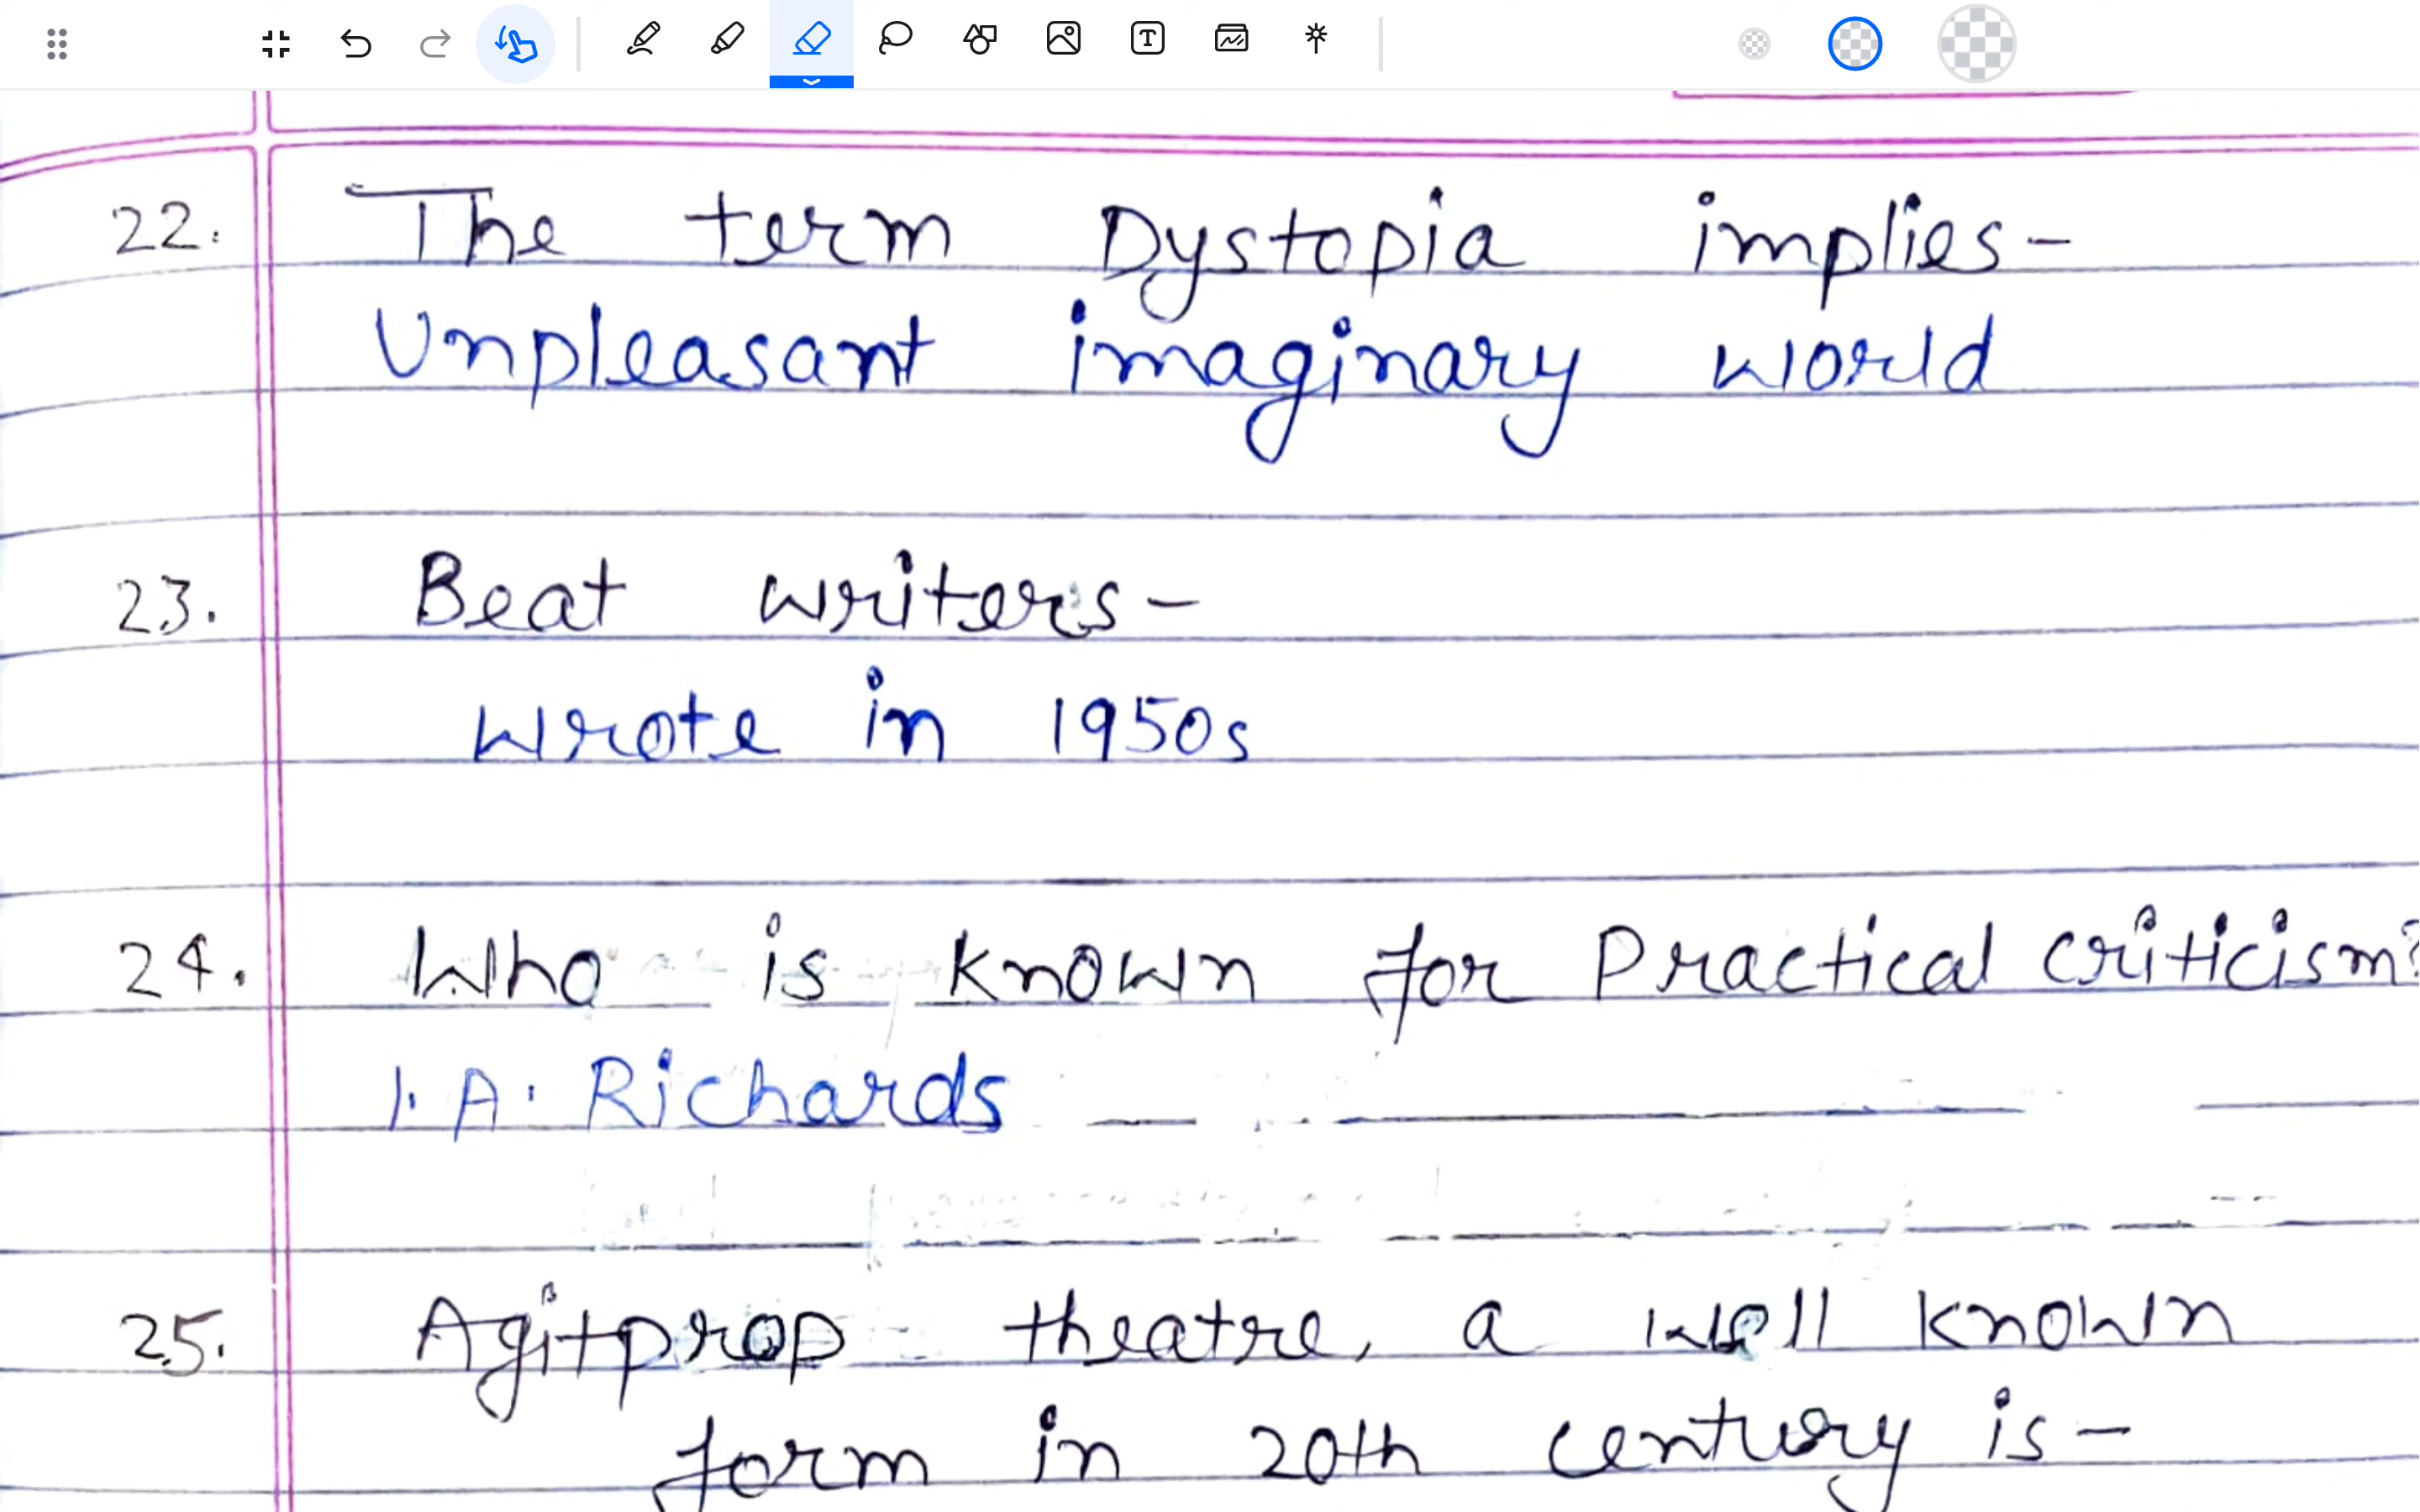 22. The term Dystopia implies-
Unpleasant imaginary world
23. Beat writers-
Wrote in 1950s
24. Who is known for Practical criticism?
I. A. Richards
25. Agitprop theatre, a well known
form in 20th century is-